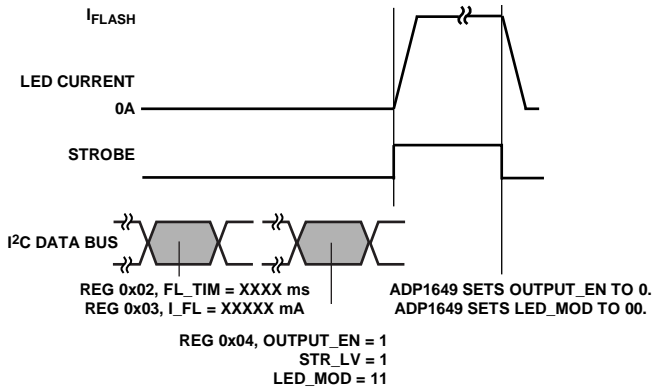 IFLASH
LED CURRENT
0A
STROBE
I2C DATA BUS
REG 0x02, FL_TIM = XXXX ms
REG 0x03, I_FL = XXXXX mA
ADP1649 SETS OUTPUT_EN TO 0.
ADP1649 SETS LED_MOD TO 00.
REG 0x04, OUTPUT_EN = 1
STR_LV = 1
LED_MOD = 11